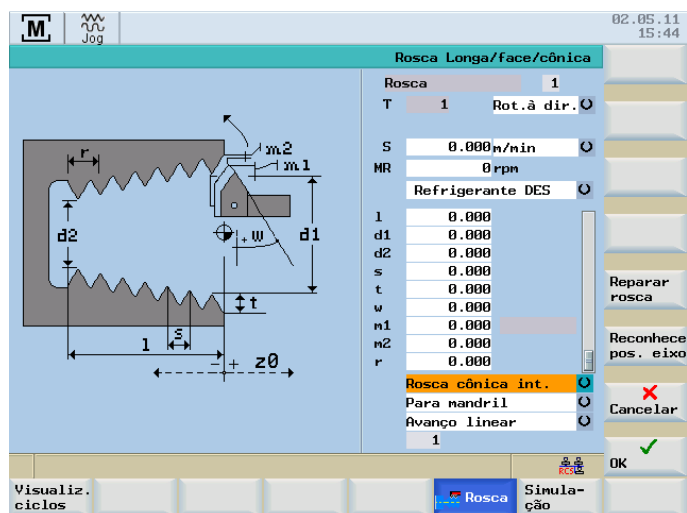 M
Jog
02.05.11
15:44
Rosca Longa/face/cônica
Rosca 1
T 1 Rot.à dir.
S 0.000 m/min
MR 0 rpm
Refrigerante DES
l 0.000
d1 0.000
d2 0.000
s 0.000
t 0.000
w 0.000
m1 0.000
m2 0.000
r 0.000
Rosca cônica int.
Para mandril
Avanço linear
1
r
m2
m1
d2
+ w
d1
t
s
l
- +
z0
Reparar
rosca
Reconhece
pos. eixo
Cancelar
OK
RCS
Visualiz.
ciclos
Rosca
Simula-
ção